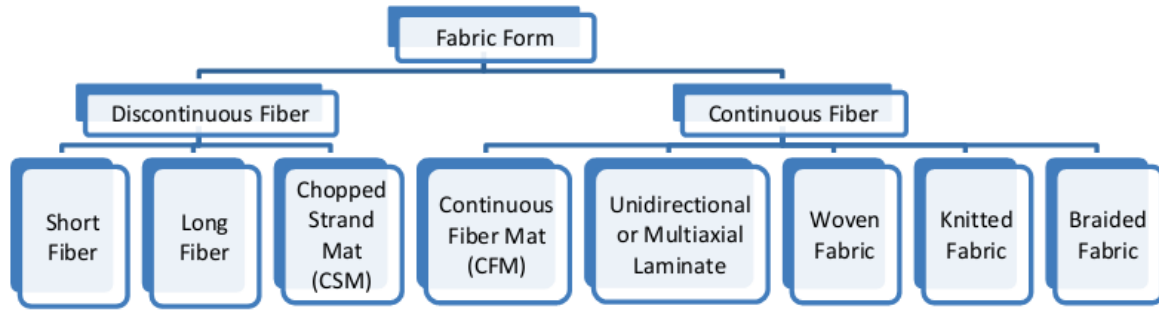 Fabric Form
Discontinuous Fiber
Continuous Fiber
Short
Fiber
Long
Fiber
Chopped
Strand
Mat
(CSM)
Continuous
Fiber Mat
(CFM)
Unidirectional
or Multiaxial
Laminate
Woven
Fabric
Knitted
Fabric
Braided
Fabric